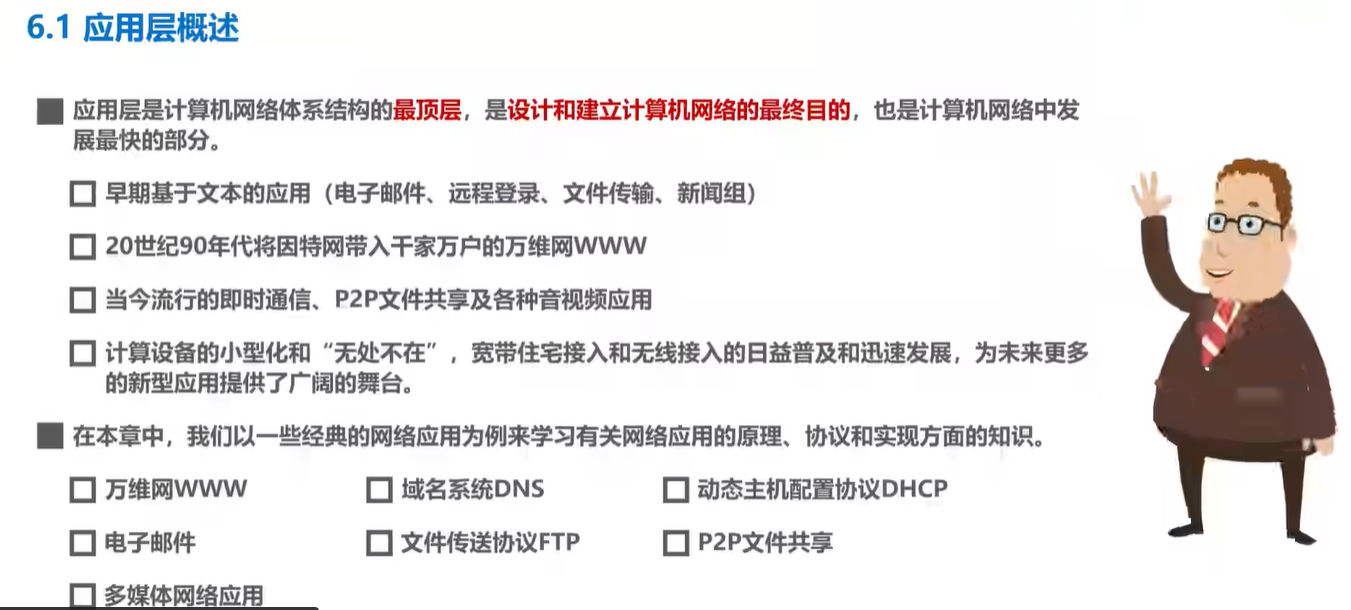 6.1 应用层概述
应用层是计算机网络体系结构的最顶层，是设计和建立计算机网络的最终目的，也是计算机网络中发
展最快的部分。
早期基于文本的应用（电子邮件、远程登录、文件传输、新闻组）
20世纪90年代将因特网带入千家万户的万维网WWW
当今流行的即时通信、P2P文件共享及各种音视频应用
计算设备的小型化和“无处不在”，宽带住宅接入和无线接入的日益普及和迅速发展，为未来更多
的新型应用提供了广阔的舞台。
在本章中，我们以一些经典的网络应用为例来学习有关网络应用的原理、协议和实现方面的知识。
万维网WWW 域名系统DNS 动态主机配置协议DHCP
电子邮件 文件传送协议FTP P2P文件共享
多媒体网络应用